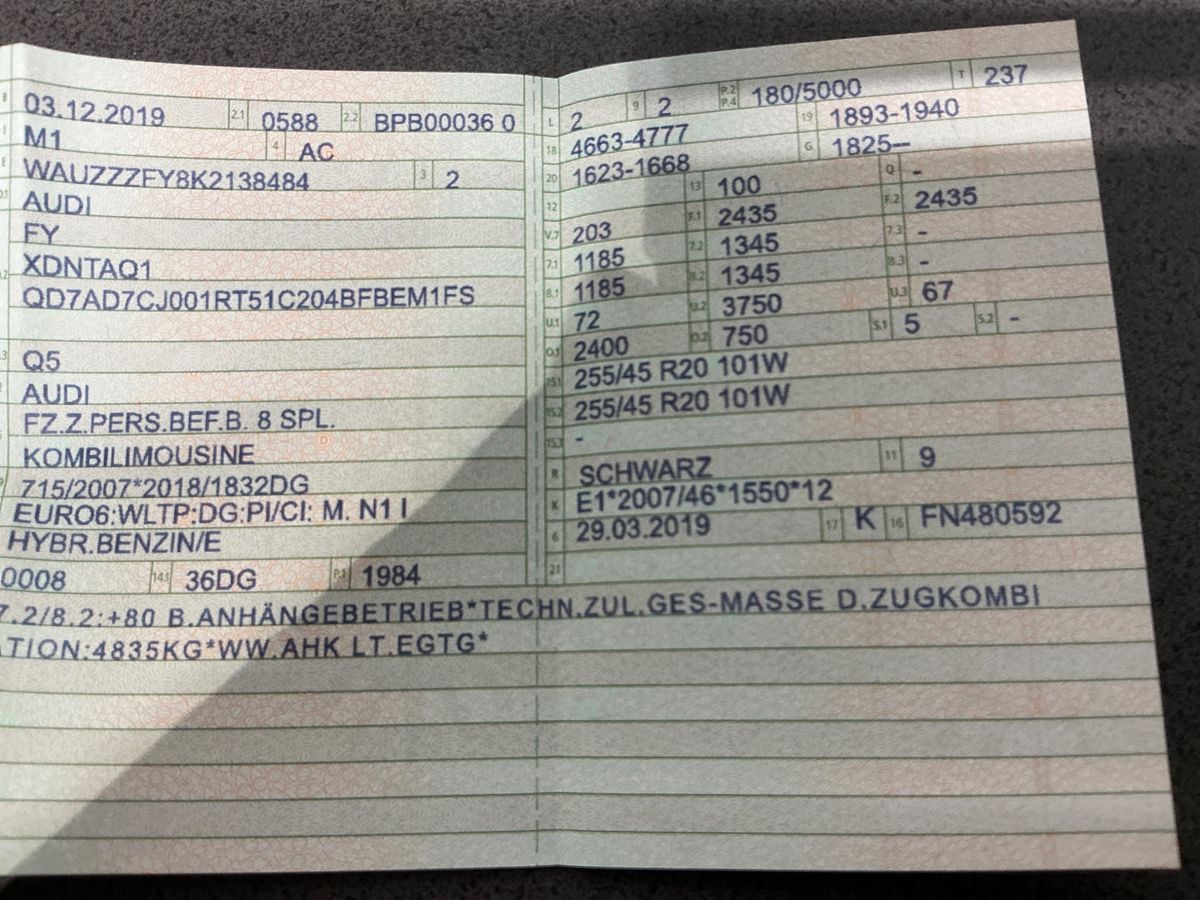 B 03.12.2019 2.1 0588 2.2 BPB00036 0
J M1 4 AC
E WAUZZZFY8K2138484 3 2
D.1 AUDI
FY
XDNTAQ1
D.2 QD7AD7CJ001RT51C204BFBEM1FS
D.3 Q5
2 AUDI
5 FZ.Z.PERS.BEF.B. 8 SPL.
KOMBILIMOUSINE
V.9 715/2007*2018/1832DG
EURO6:WLTP:DG:PI/CI: M. N1 I
HYBR.BENZIN/E
0008 14.1 36DG P.1 1984
L 2 9 2 P.2 P.4 180/5000 T 237
18 4663-4777 19 1893-1940
20 1623-1668 G 1825--
12 13 100 Q -
V.7 203 F.1 2435 F.2 2435
7.1 1185 7.2 1345 7.3 -
8.1 1185 8.2 1345 8.3 -
U.1 72 U.2 3750 U.3 67
O.1 2400 O.2 750 S.1 5 S.2 -
15.1 255/45 R20 101W
15.2 255/45 R20 101W
15.3 -
R SCHWARZ 11 9
K E1*2007/46*1550*12
6 29.03.2019 17 K 16 FN480592
21
7.2/8.2:+80 B.ANHÄNGEBETRIEB*TECHN.ZUL.GES-MASSE D.ZUGKOMBI
TION:4835KG*WW.AHK LT.EGTG*